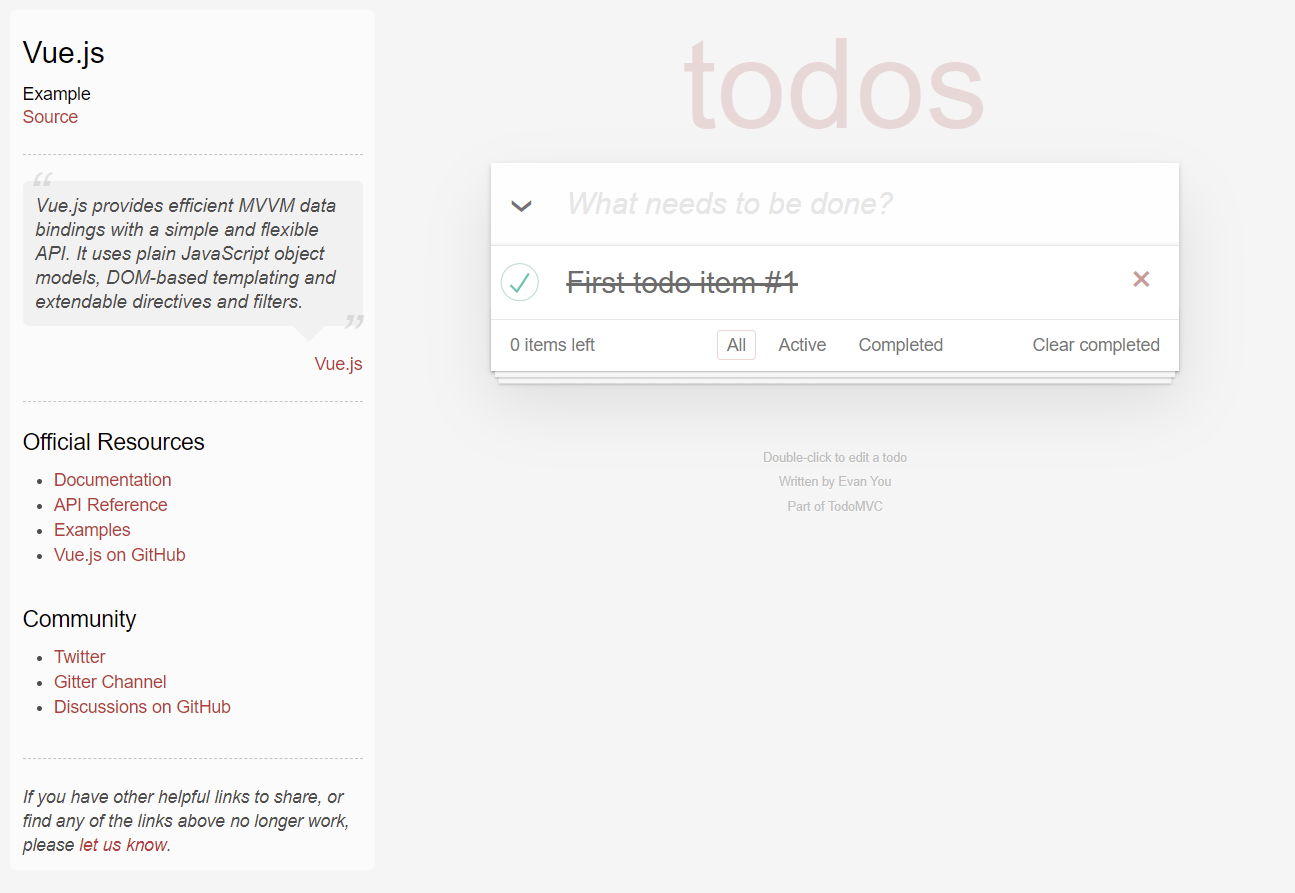 Vue.js
Example
Source
“
Vue.js provides efficient MVVM data
bindings with a simple and flexible
API. It uses plain JavaScript object
models, DOM-based templating and
extendable directives and filters.
”
Vue.js
Official Resources
Documentation
API Reference
Examples
Vue.js on GitHub
Community
Twitter
Gitter Channel
Discussions on GitHub
If you have other helpful links to share, or
find any of the links above no longer work,
please let us know.
todos
What needs to be done?
First todo item #1
0 items left All Active Completed Clear completed
Double-click to edit a todo
Written by Evan You
Part of TodoMVC